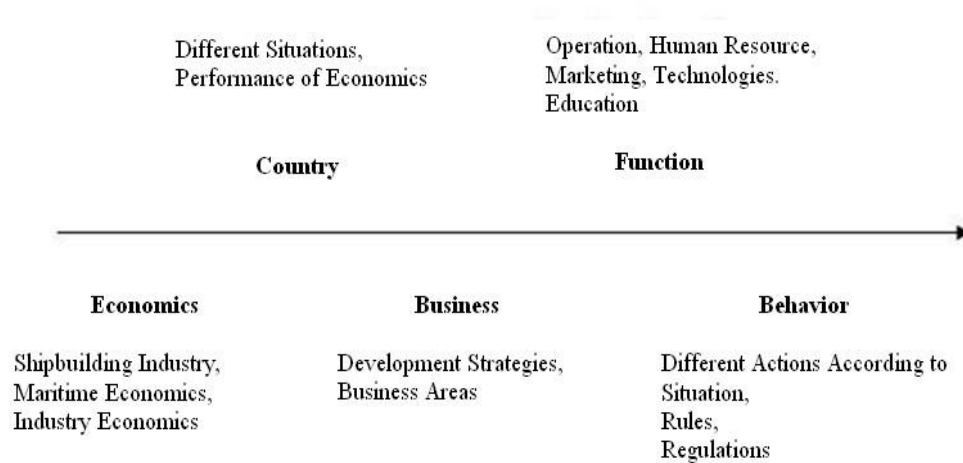 Different Situations,
Performance of Economics
Operation, Human Resource,
Marketing, Technologies.
Education
Country
Function
Economics
Business
Behavior
Shipbuilding Industry,
Maritime Economics,
Industry Economics
Development Strategies,
Business Areas
Different Actions According to
Situation,
Rules,
Regulations